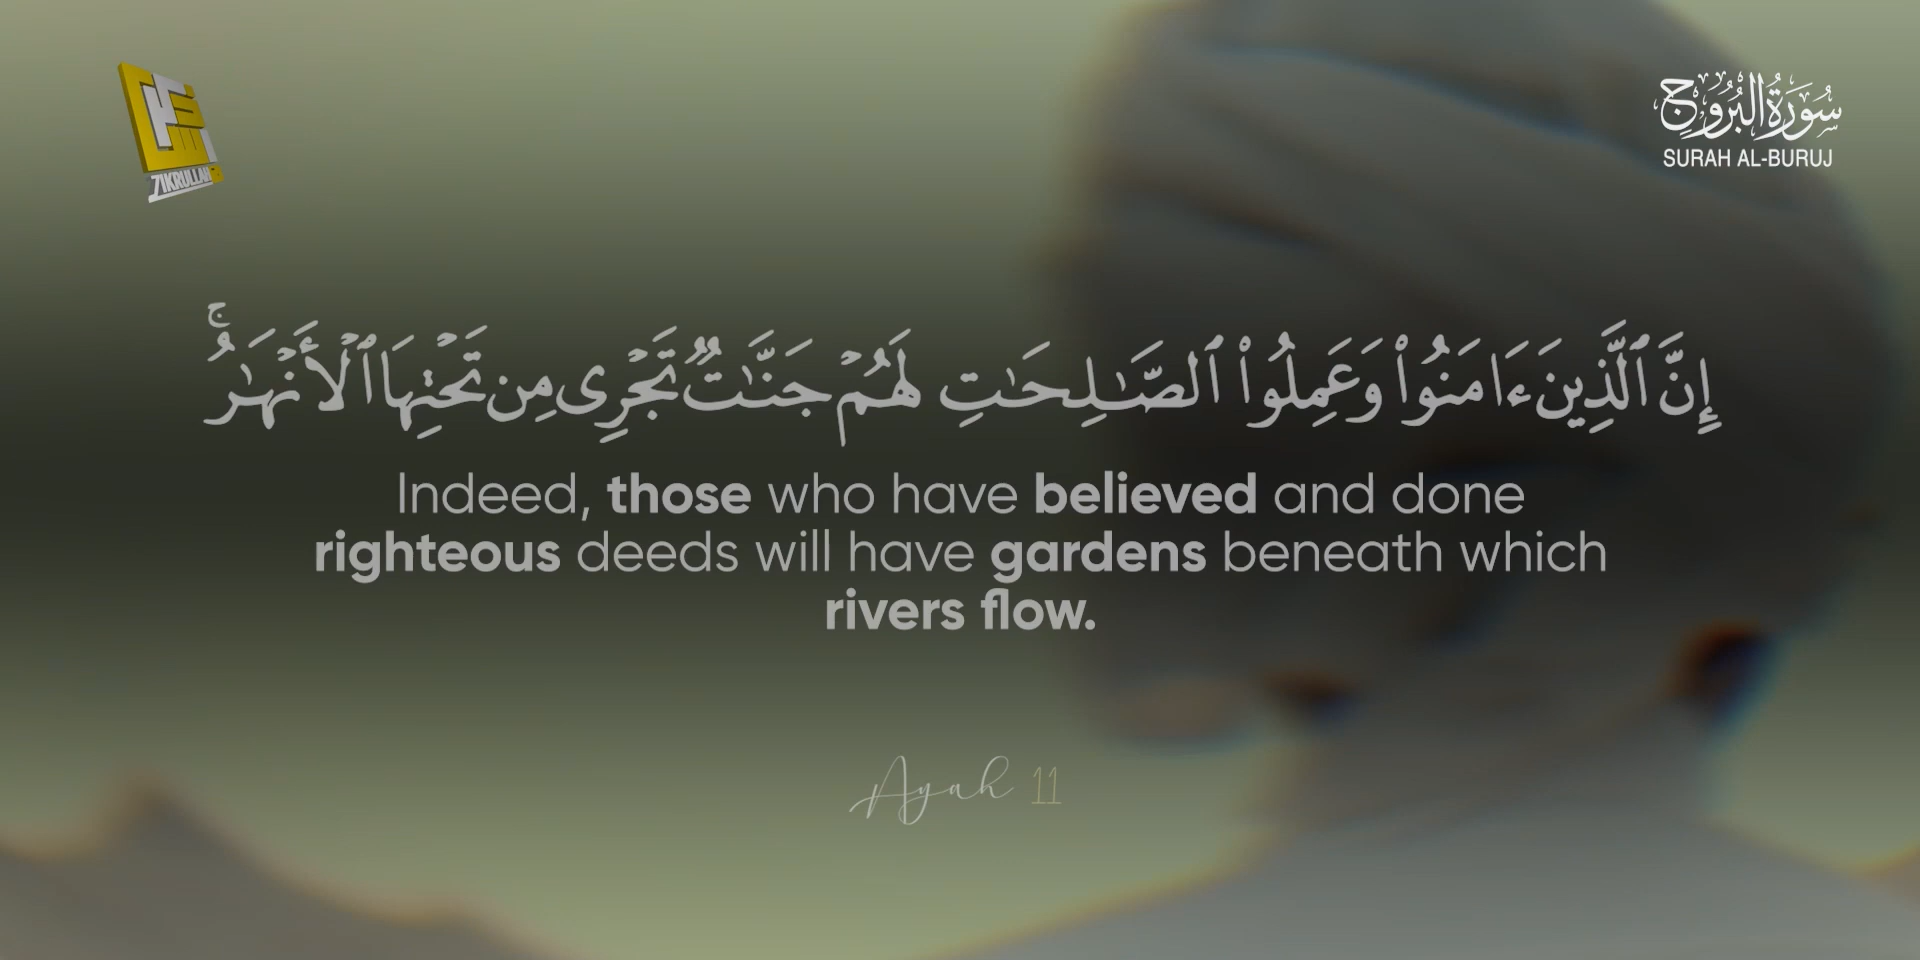 ZIKRULLAH
سُورَةُ البُرُوجِ
SURAH AL-BURUJ
إِنَّ ٱلَّذِينَ ءَامَنُوا۟ وَعَمِلُوا۟ ٱلصَّـٰلِحَـٰتِ لَهُمْ جَنَّـٰتٌ تَجْرِى مِن تَحْتِهَا ٱلْأَنْهَـٰرُ ۚ
Indeed, those who have believed and done
righteous deeds will have gardens beneath which
rivers flow.
Ayah 11